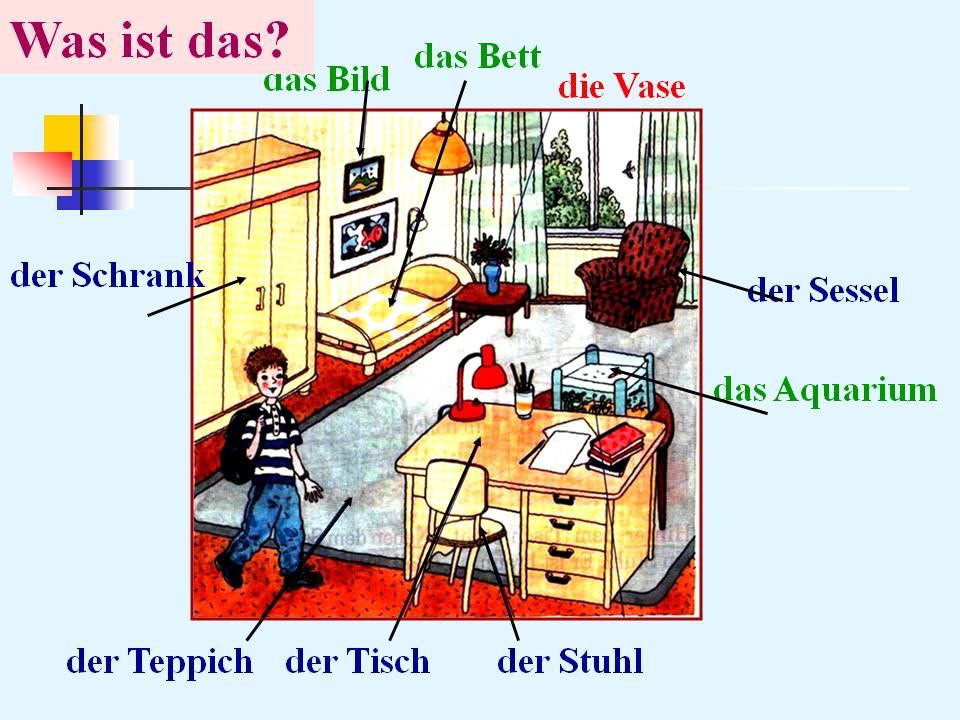 Was ist das?
das Bett
das Bild
die Vase
der Schrank
der Sessel
das Aquarium
der Teppich
der Tisch
der Stuhl